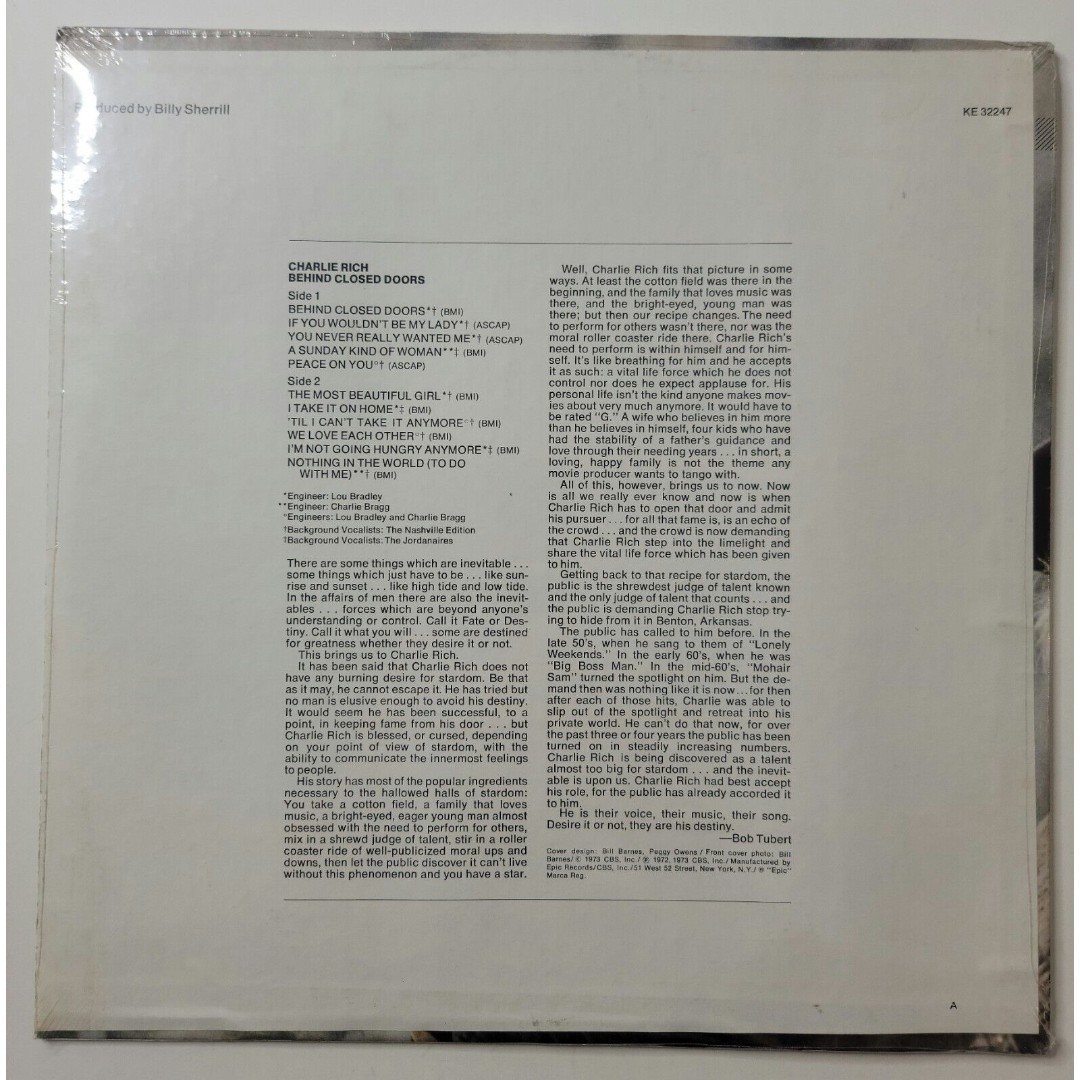 Produced by Billy Sherrill
KE 32247
CHARLIE RICH
BEHIND CLOSED DOORS
Side 1
BEHIND CLOSED DOORS*† (BMI)
IF YOU WOULDN'T BE MY LADY*† (ASCAP)
YOU NEVER REALLY WANTED ME*† (ASCAP)
A SUNDAY KIND OF WOMAN**‡ (BMI)
PEACE ON YOU°† (ASCAP)
Side 2
THE MOST BEAUTIFUL GIRL*† (BMI)
I TAKE IT ON HOME*‡ (BMI)
'TIL I CAN'T TAKE IT ANYMORE°† (BMI)
WE LOVE EACH OTHER°† (BMI)
I'M NOT GOING HUNGRY ANYMORE*‡ (BMI)
NOTHING IN THE WORLD (TO DO
WITH ME)**† (BMI)
*Engineer: Lou Bradley
**Engineer: Charlie Bragg
°Engineers: Lou Bradley and Charlie Bragg
†Background Vocalists: The Nashville Edition
‡Background Vocalists: The Jordanaires
There are some things which are inevitable . . .
some things which just have to be . . . like sun-
rise and sunset . . . like high tide and low tide.
In the affairs of men there are also the inevit-
ables . . . forces which are beyond anyone's
understanding or control. Call it Fate or Des-
tiny. Call it what you will . . . some are destined
for greatness whether they desire it or not.
This brings us to Charlie Rich.
It has been said that Charlie Rich does not
have any burning desire for stardom. Be that
as it may, he cannot escape it. He has tried but
no man is elusive enough to avoid his destiny.
It would seem he has been successful, to a
point, in keeping fame from his door . . . but
Charlie Rich is blessed, or cursed, depending
on your point of view of stardom, with the
ability to communicate the innermost feelings
to people.
His story has most of the popular ingredients
necessary to the hallowed halls of stardom:
You take a cotton field, a family that loves
music, a bright-eyed, eager young man almost
obsessed with the need to perform for others,
mix in a shrewd judge of talent, stir in a roller
coaster ride of well-publicized moral ups and
downs, then let the public discover it can't live
without this phenomenon and you have a star.
Well, Charlie Rich fits that picture in some
ways. At least the cotton field was there in the
beginning, and the family that loves music was
there, and the bright-eyed, young man was
there; but then our recipe changes. The need
to perform for others wasn't there, nor was the
moral roller coaster ride there. Charlie Rich's
need to perform is within himself and for him-
self. It's like breathing for him and he accepts
it as such: a vital life force which he does not
control nor does he expect applause for. His
personal life isn't the kind anyone makes mov-
ies about very much anymore. It would have to
be rated "G." A wife who believes in him more
than he believes in himself, four kids who have
had the stability of a father's guidance and
love through their needing years . . . in short, a
loving, happy family is not the theme any
movie producer wants to tango with.
All of this, however, brings us to now. Now
is all we really ever know and now is when
Charlie Rich has to open that door and admit
his pursuer . . . for all that fame is, is an echo of
the crowd . . . and the crowd is now demanding
that Charlie Rich step into the limelight and
share the vital life force which has been given
to him.
Getting back to that recipe for stardom, the
public is the shrewdest judge of talent known
and the only judge of talent that counts . . . and
the public is demanding Charlie Rich stop try-
ing to hide from it in Benton, Arkansas.
The public has called to him before. In the
late 50's, when he sang to them of "Lonely
Weekends." In the early 60's, when he was
"Big Boss Man." In the mid-60's, "Mohair
Sam" turned the spotlight on him. But the de-
mand then was nothing like it is now . . . for then
after each of those hits, Charlie was able to
slip out of the spotlight and retreat into his
private world. He can't do that now, for over
the past three or four years the public has been
turned on in steadily increasing numbers.
Charlie Rich is being discovered as a talent
almost too big for stardom . . . and the inevit-
able is upon us. Charlie Rich had best accept
his role, for the public has already accorded it
to him.
He is their voice, their music, their song.
Desire it or not, they are his destiny.
—Bob Tubert
Cover design: Bill Barnes, Peggy Owens / Front cover photo: Bill
Barnes/ © 1973 CBS, Inc./ ℗ 1972, 1973 CBS, Inc./ Manufactured by
Epic Records/CBS, Inc./51 West 52 Street, New York, N.Y./ ® "Epic"
Marca Reg.
A